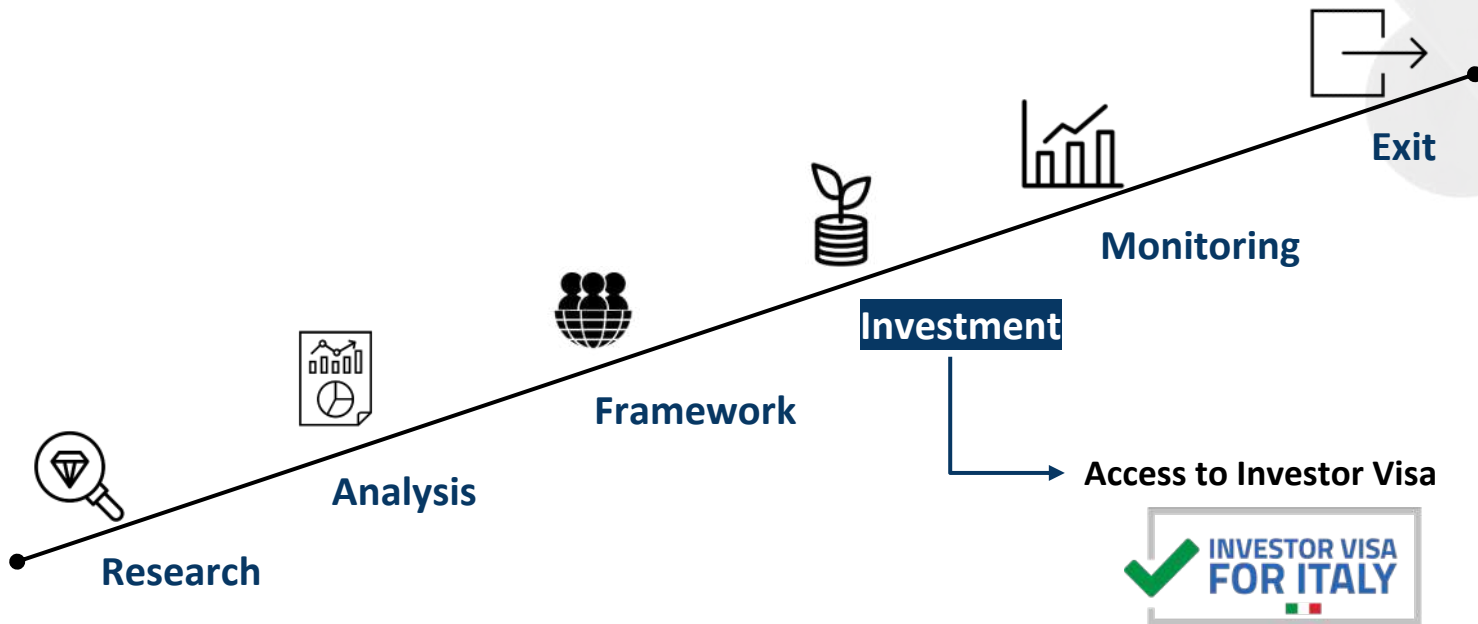 Research
Analysis
Framework
Investment
Monitoring
Exit
Access to Investor Visa
INVESTOR VISA
FOR ITALY